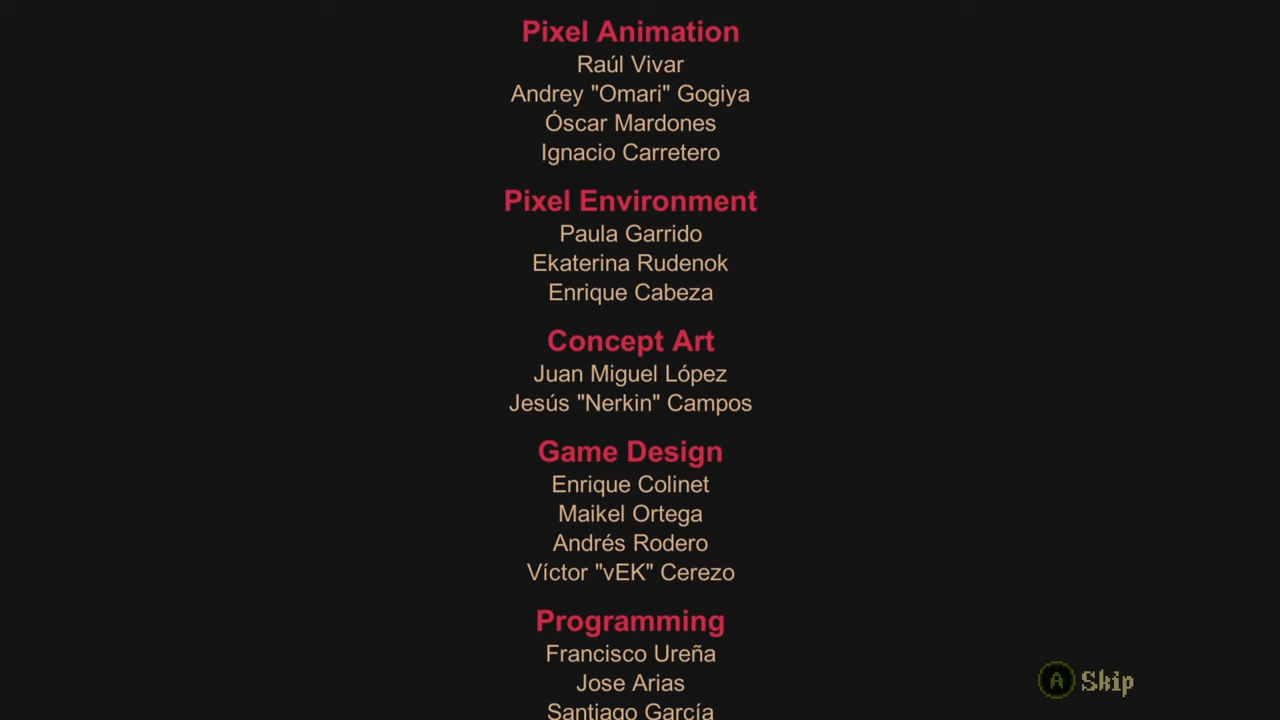 Pixel Animation
Raúl Vivar
Andrey "Omari" Gogiya
Óscar Mardones
Ignacio Carretero
Pixel Environment
Paula Garrido
Ekaterina Rudenok
Enrique Cabeza
Concept Art
Juan Miguel López
Jesús "Nerkin" Campos
Game Design
Enrique Colinet
Maikel Ortega
Andrés Rodero
Víctor "vEK" Cerezo
Programming
Francisco Ureña
Jose Arias
Santiago García
A Skip